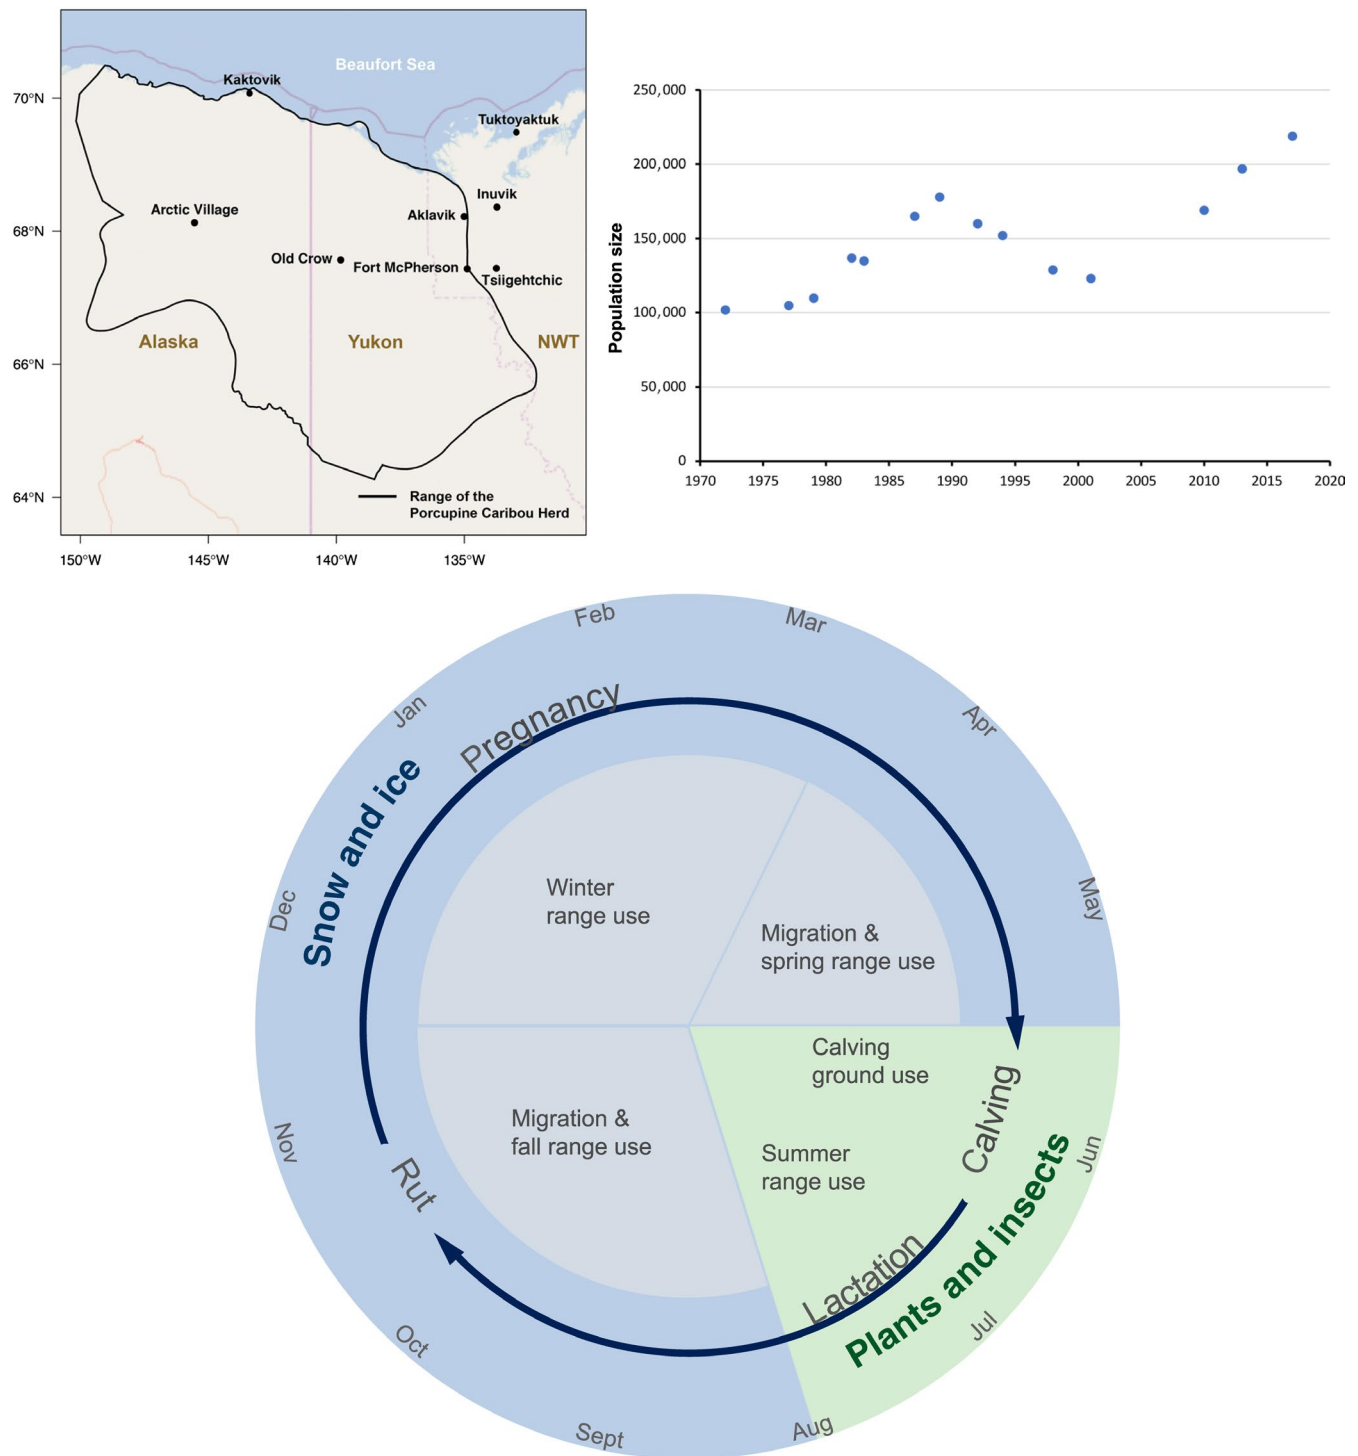 Beaufort Sea
Kaktovik
70°N
Tuktoyaktuk
Inuvik
Arctic Village
Aklavik
68°N
Old Crow
Fort McPherson
Tsiigehtchic
Alaska
Yukon
NWT
66°N
64°N
Range of the
Porcupine Caribou Herd
150°W
145°W
140°W
135°W
250,000
200,000
150,000
100,000
50,000
0
Population size
1970
1975
1980
1985
1990
1995
2000
2005
2010
2015
2020
Feb
Mar
Jan
Apr
Pregnancy
Snow and ice
Dec
May
Winter
range use
Migration &
spring range use
Calving
ground use
Calving
Migration &
fall range use
Summer
range use
Nov
Jun
Rut
Lactation
Plants and insects
Oct
Jul
Sept
Aug